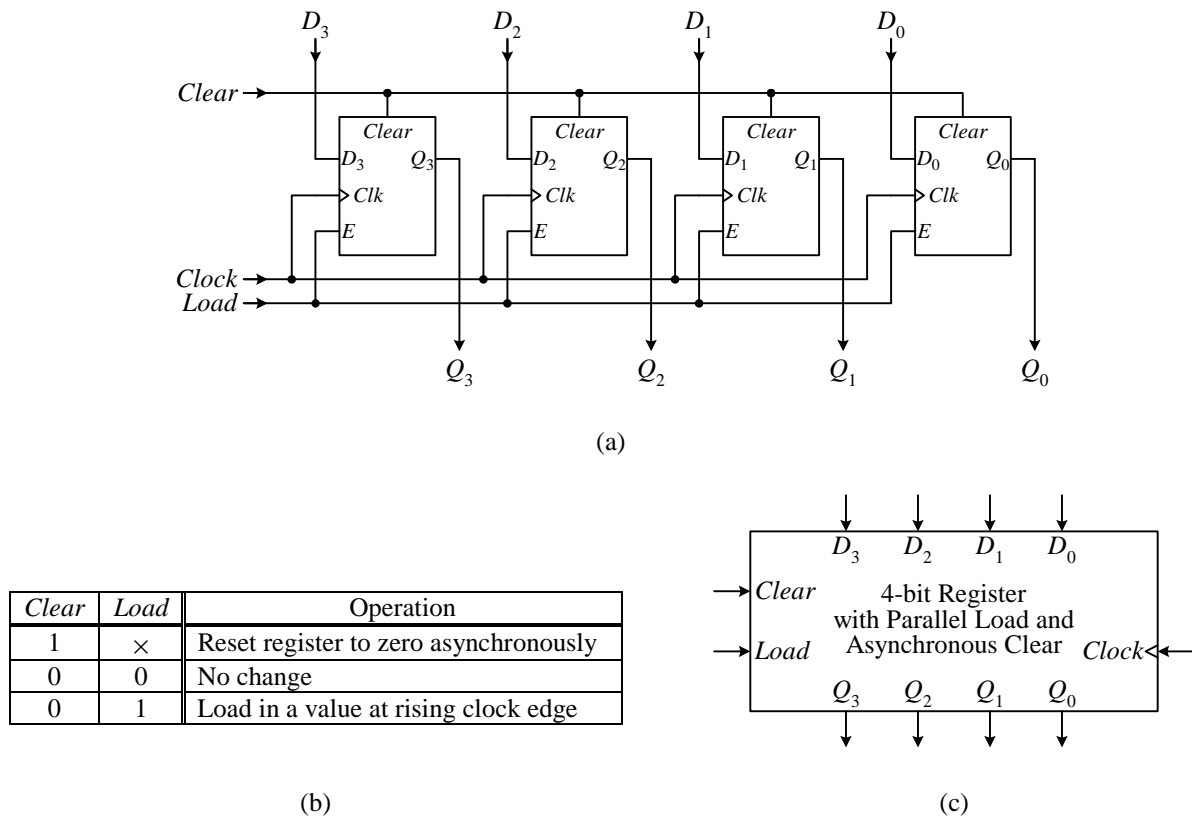 D3 D2 D1 D0
Clear
Clear Clear Clear Clear
D3 Q3 D2 Q2 D1 Q1 D0 Q0
Clk Clk Clk Clk
E E E E
Clock
Load
Q3 Q2 Q1 Q0
(a)
Clear Load Operation
1 × Reset register to zero asynchronously
0 0 No change
0 1 Load in a value at rising clock edge
(b)
D3 D2 D1 D0
Clear
4-bit Register
with Parallel Load and
Asynchronous Clear
Load
Clock
Q3 Q2 Q1 Q0
(c)